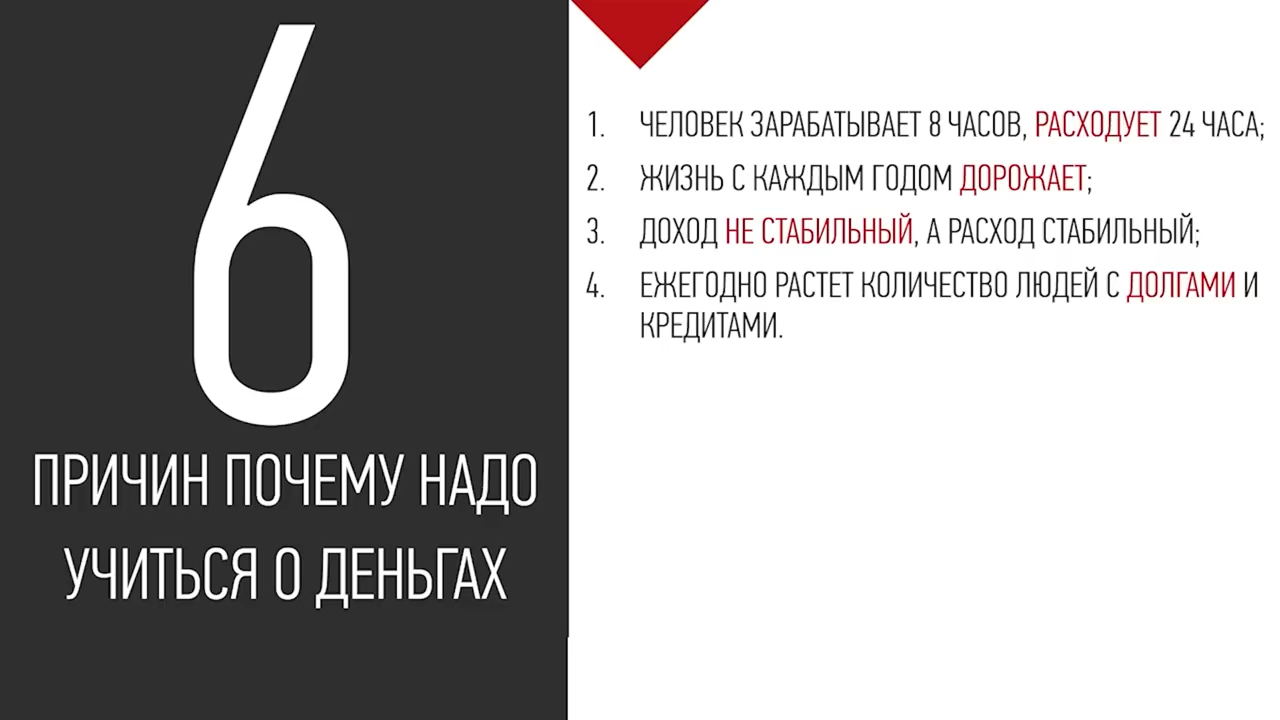 6
ПРИЧИН ПОЧЕМУ НАДО
УЧИТЬСЯ О ДЕНЬГАХ
1. ЧЕЛОВЕК ЗАРАБАТЫВАЕТ 8 ЧАСОВ, РАСХОДУЕТ 24 ЧАСА;
2. ЖИЗНЬ С КАЖДЫМ ГОДОМ ДОРОЖАЕТ;
3. ДОХОД НЕ СТАБИЛЬНЫЙ, А РАСХОД СТАБИЛЬНЫЙ;
4. ЕЖЕГОДНО РАСТЕТ КОЛИЧЕСТВО ЛЮДЕЙ С ДОЛГАМИ И
КРЕДИТАМИ.